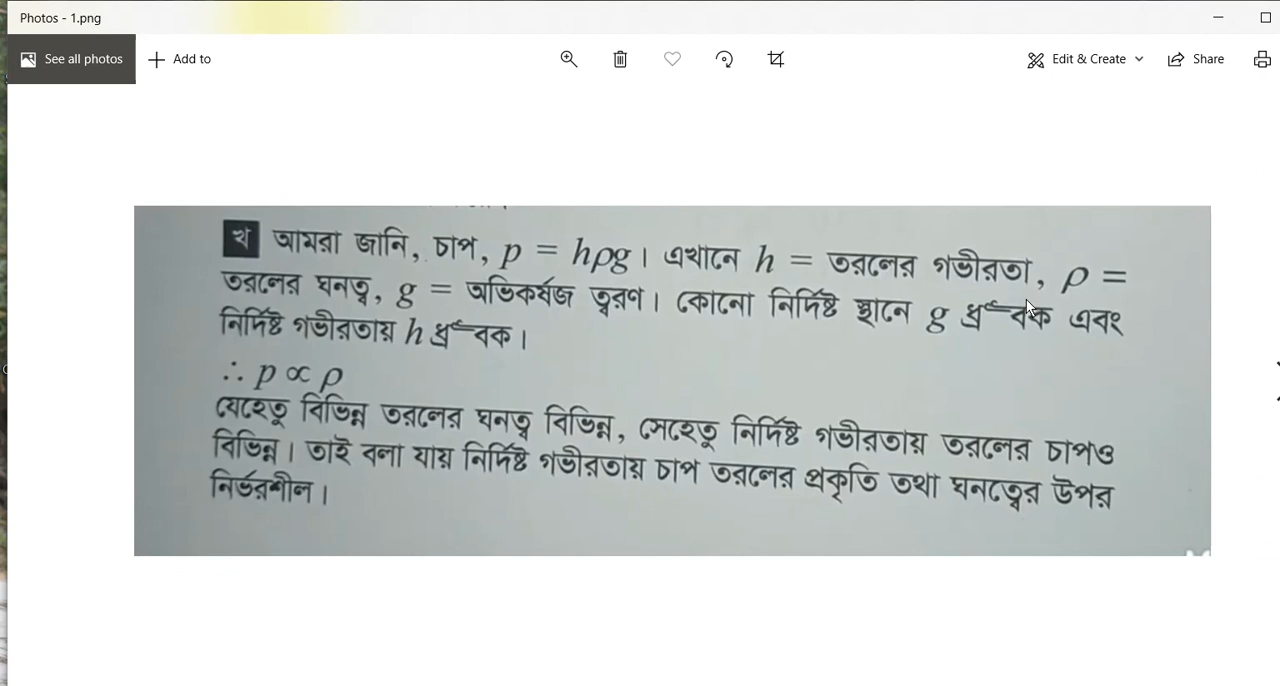 Photos - 1.png
See all photos
Add to
Edit & Create
Share
খ আমরা জানি, চাপ, p = hρg। এখানে h = তরলের গভীরতা, ρ =
তরলের ঘনত্ব, g = অভিকর্ষজ ত্বরণ। কোনো নির্দিষ্ট স্থানে g ধ্রুবক এবং
নির্দিষ্ট গভীরতায় h ধ্রুবক।
∴ p ∝ ρ
যেহেতু বিভিন্ন তরলের ঘনত্ব বিভিন্ন, সেহেতু নির্দিষ্ট গভীরতায় তরলের চাপও
বিভিন্ন। তাই বলা যায় নির্দিষ্ট গভীরতায় চাপ তরলের প্রকৃতি তথা ঘনত্বের উপর
নির্ভরশীল।